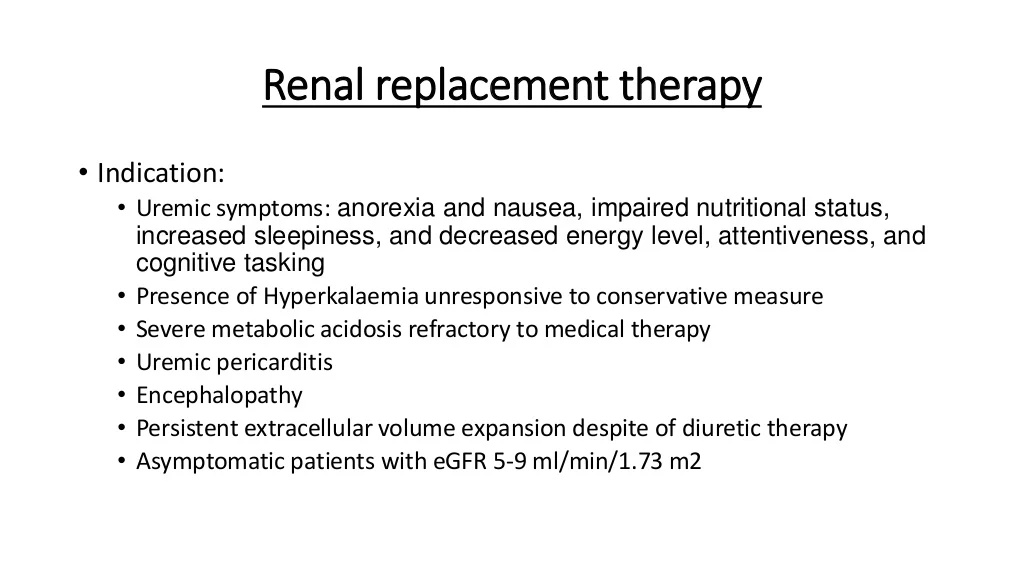 Renal replacement therapy
• Indication:
• Uremic symptoms: anorexia and nausea, impaired nutritional status,
increased sleepiness, and decreased energy level, attentiveness, and
cognitive tasking
• Presence of Hyperkalaemia unresponsive to conservative measure
• Severe metabolic acidosis refractory to medical therapy
• Uremic pericarditis
• Encephalopathy
• Persistent extracellular volume expansion despite of diuretic therapy
• Asymptomatic patients with eGFR 5-9 ml/min/1.73 m2